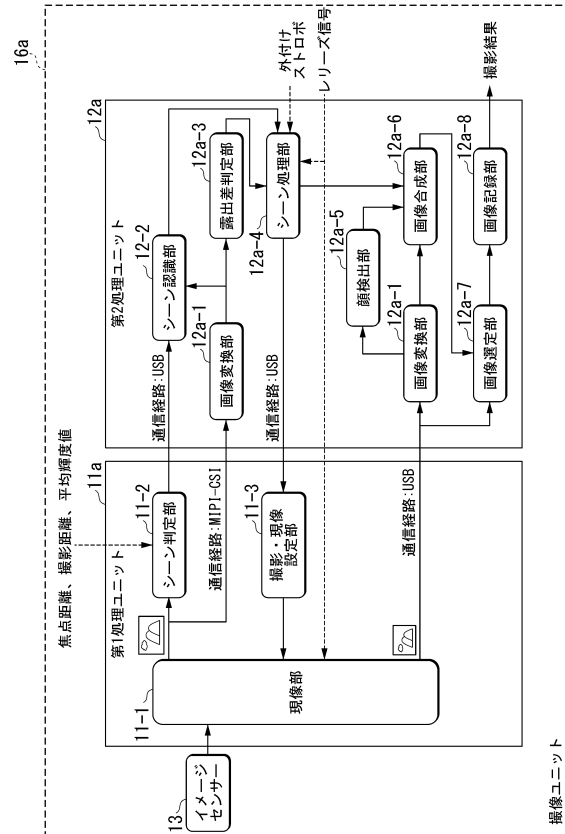 16a
撮像ユニット
焦点距離、撮影距離、平均輝度値
13
イメージ
センサー
11a
第1処理ユニット
11-1
現像部
11-2
シーン判定部
11-3
撮影・現像
設定部
通信経路:USB
通信経路:MIPI-CSI
通信経路:USB
通信経路:USB
12a
第2処理ユニット
12-2
シーン認識部
12a-1
画像変換部
12a-3
露出差判定部
12a-4
シーン処理部
外付け
ストロボ
レリーズ信号
12a-5
顔検出部
12a-1
画像変換部
12a-6
画像合成部
12a-7
画像選定部
12a-8
画像記録部
撮影結果